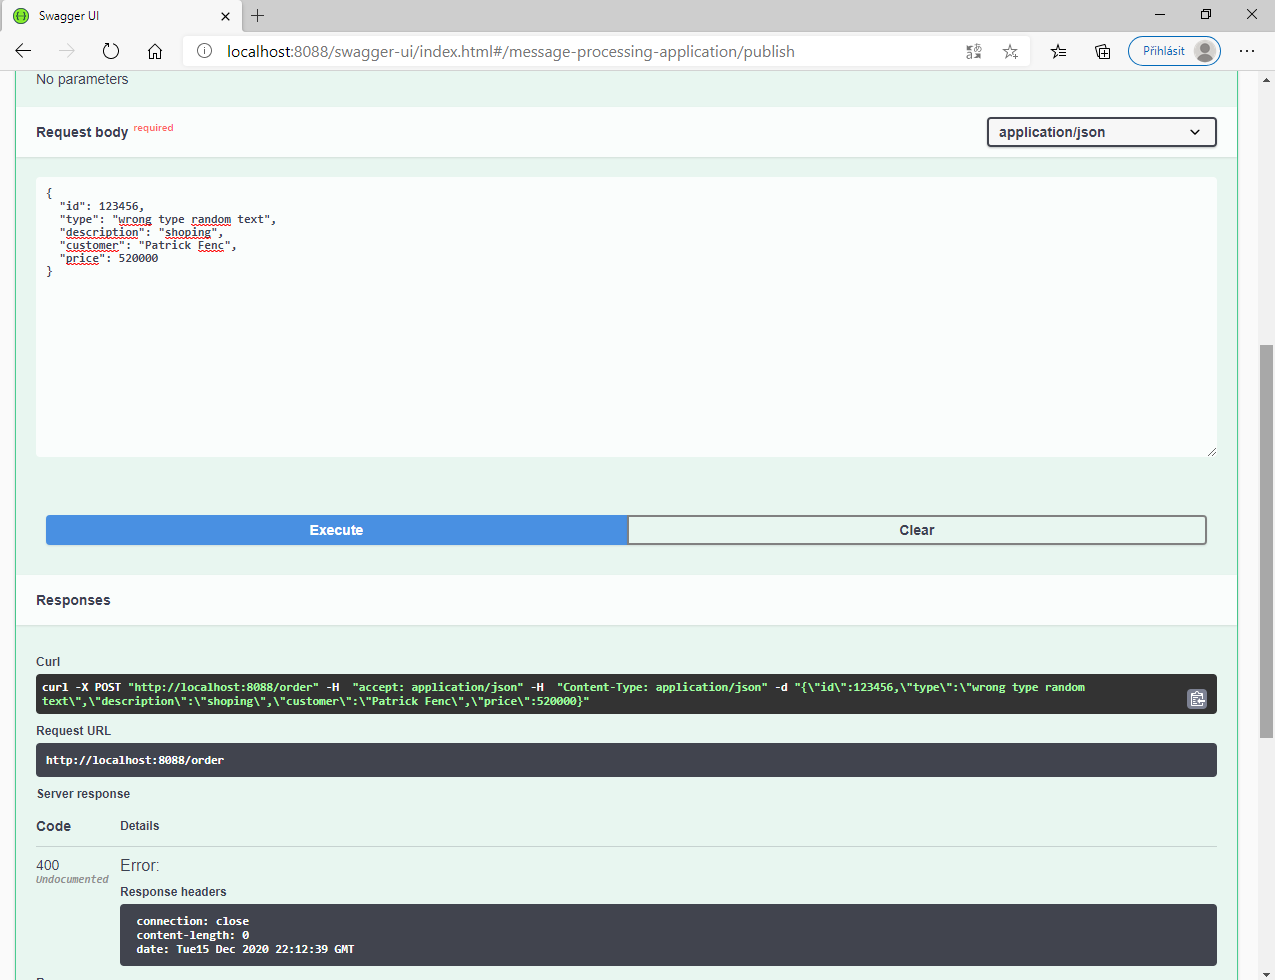 Swagger UI
localhost:8088/swagger-ui/index.html#/message-processing-application/publish
Přihlásit
No parameters
Request body required
application/json
{
"id": 123456,
"type": "wrong type random text",
"description": "shoping",
"customer": "Patrick Fenc",
"price": 520000
}
Execute
Clear
Responses
Curl
curl -X POST "http://localhost:8088/order" -H  "accept: application/json" -H  "Content-Type: application/json" -d "{\"id\":123456,\"type\":\"wrong type random
text\",\"description\":\"shoping\",\"customer\":\"Patrick Fenc\",\"price\":520000}"
Request URL
http://localhost:8088/order
Server response
Code
Details
400
Undocumented
Error:
Response headers
connection: close
content-length: 0
date: Tue15 Dec 2020 22:12:39 GMT